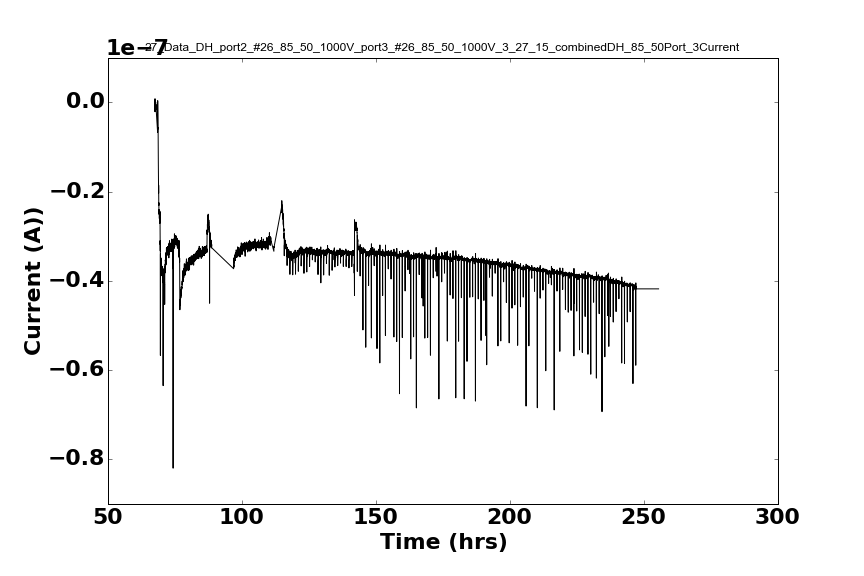 1e−7
27_Data_DH_port2_#26_85_50_1000V_port3_#26_85_50_1000V_3_27_15_combinedDH_85_50Port_3Current
0.0
−0.2
−0.4
−0.6
−0.8
Current (A))
50 100 150 200 250 300
Time (hrs)